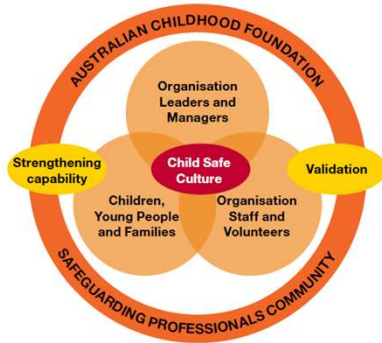 AUSTRALIAN CHILDHOOD FOUNDATION
Organisation
Leaders and
Managers
Strengthening
capability
Child Safe
Culture
Validation
Children,
Young People
and Families
Organisation
Staff and
Volunteers
SAFEGUARDING PROFESSIONALS COMMUNITY